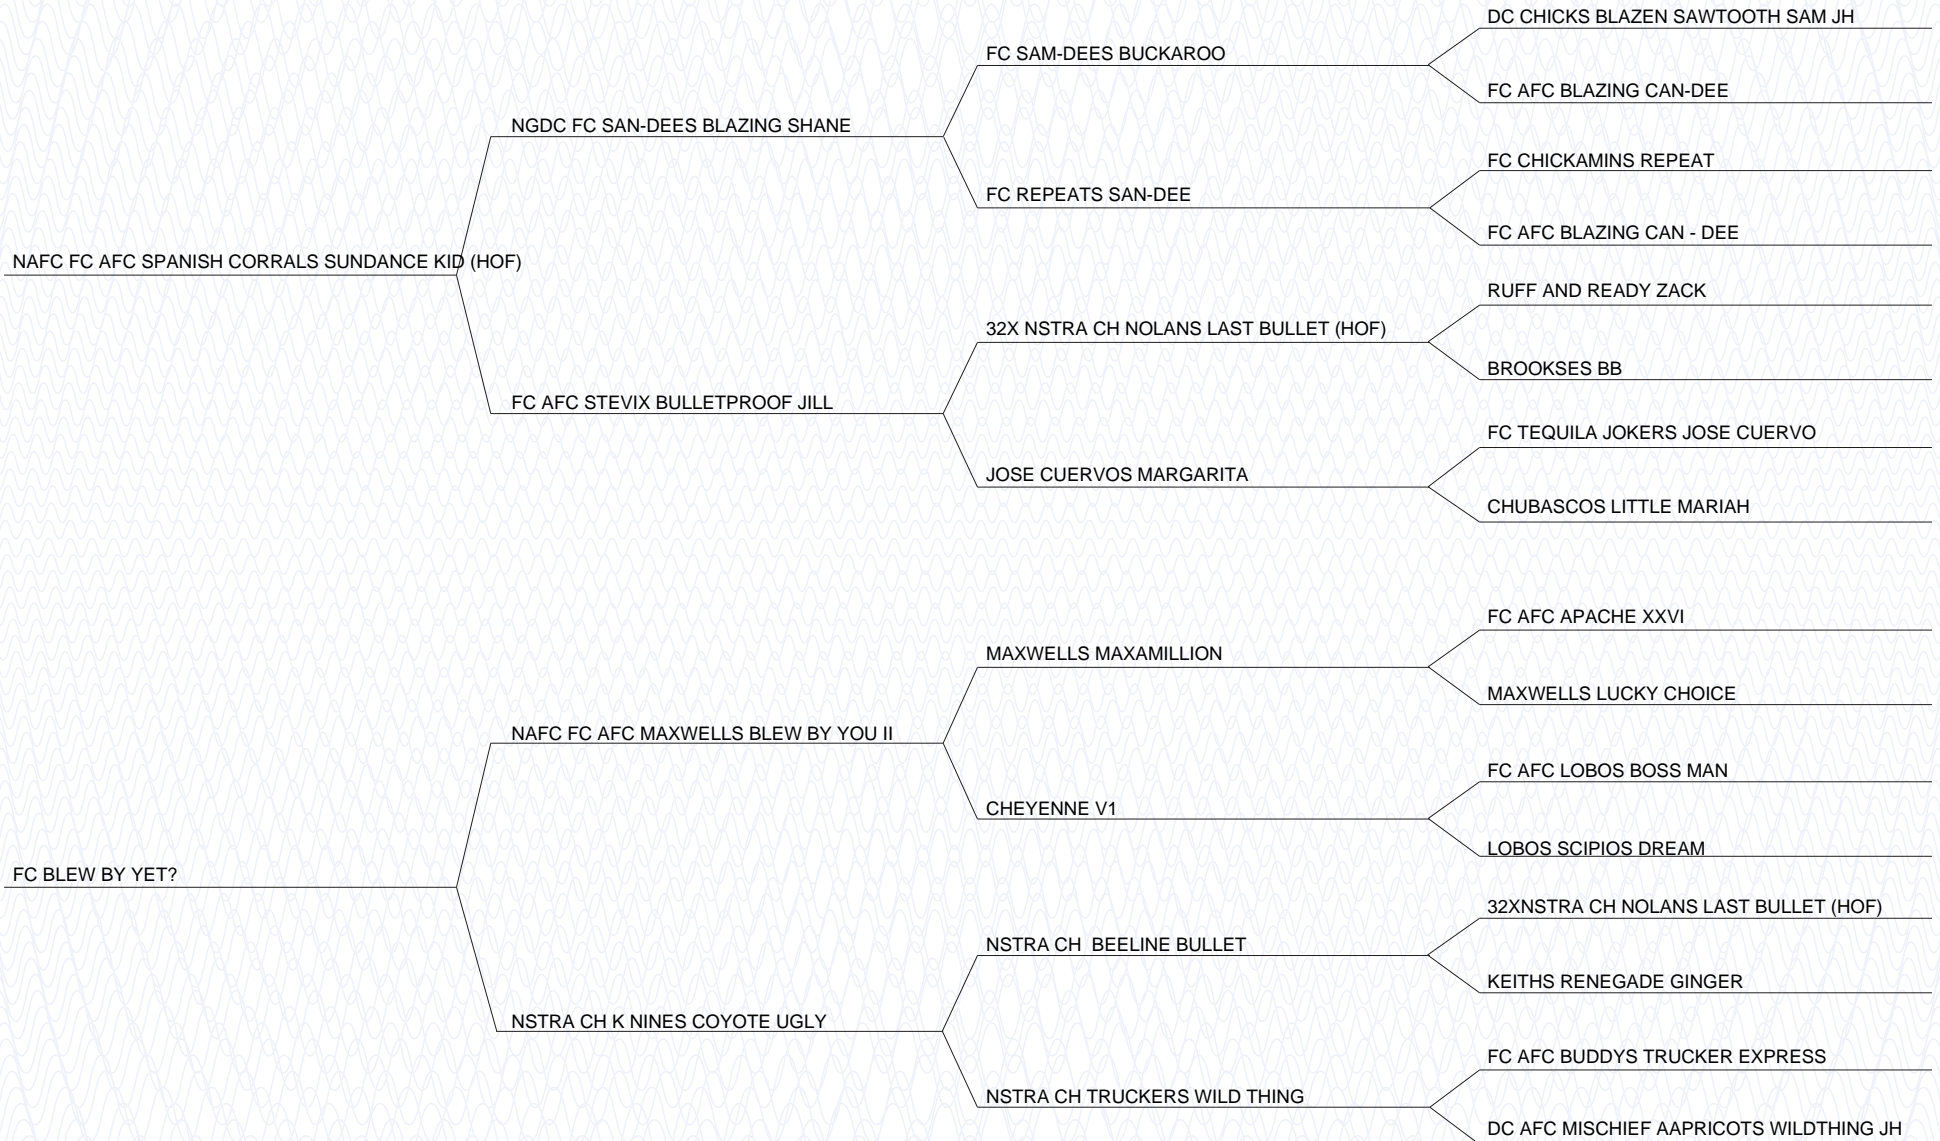 DC CHICKS BLAZEN SAWTOOTH SAM JH
FC SAM-DEES BUCKAROO
FC AFC BLAZING CAN-DEE
NGDC FC SAN-DEES BLAZING SHANE
FC CHICKAMINS REPEAT
FC REPEATS SAN-DEE
FC AFC BLAZING CAN - DEE
NAFC FC AFC SPANISH CORRALS SUNDANCE KID (HOF)
RUFF AND READY ZACK
32X NSTRA CH NOLANS LAST BULLET (HOF)
BROOKSES BB
FC AFC STEVIX BULLETPROOF JILL
FC TEQUILA JOKERS JOSE CUERVO
JOSE CUERVOS MARGARITA
CHUBASCOS LITTLE MARIAH
FC AFC APACHE XXVI
MAXWELLS MAXAMILLION
MAXWELLS LUCKY CHOICE
NAFC FC AFC MAXWELLS BLEW BY YOU II
FC AFC LOBOS BOSS MAN
CHEYENNE V1
LOBOS SCIPIOS DREAM
FC BLEW BY YET?
32XNSTRA CH NOLANS LAST BULLET (HOF)
NSTRA CH  BEELINE BULLET
KEITHS RENEGADE GINGER
NSTRA CH K NINES COYOTE UGLY
FC AFC BUDDYS TRUCKER EXPRESS
NSTRA CH TRUCKERS WILD THING
DC AFC MISCHIEF AAPRICOTS WILDTHING JH